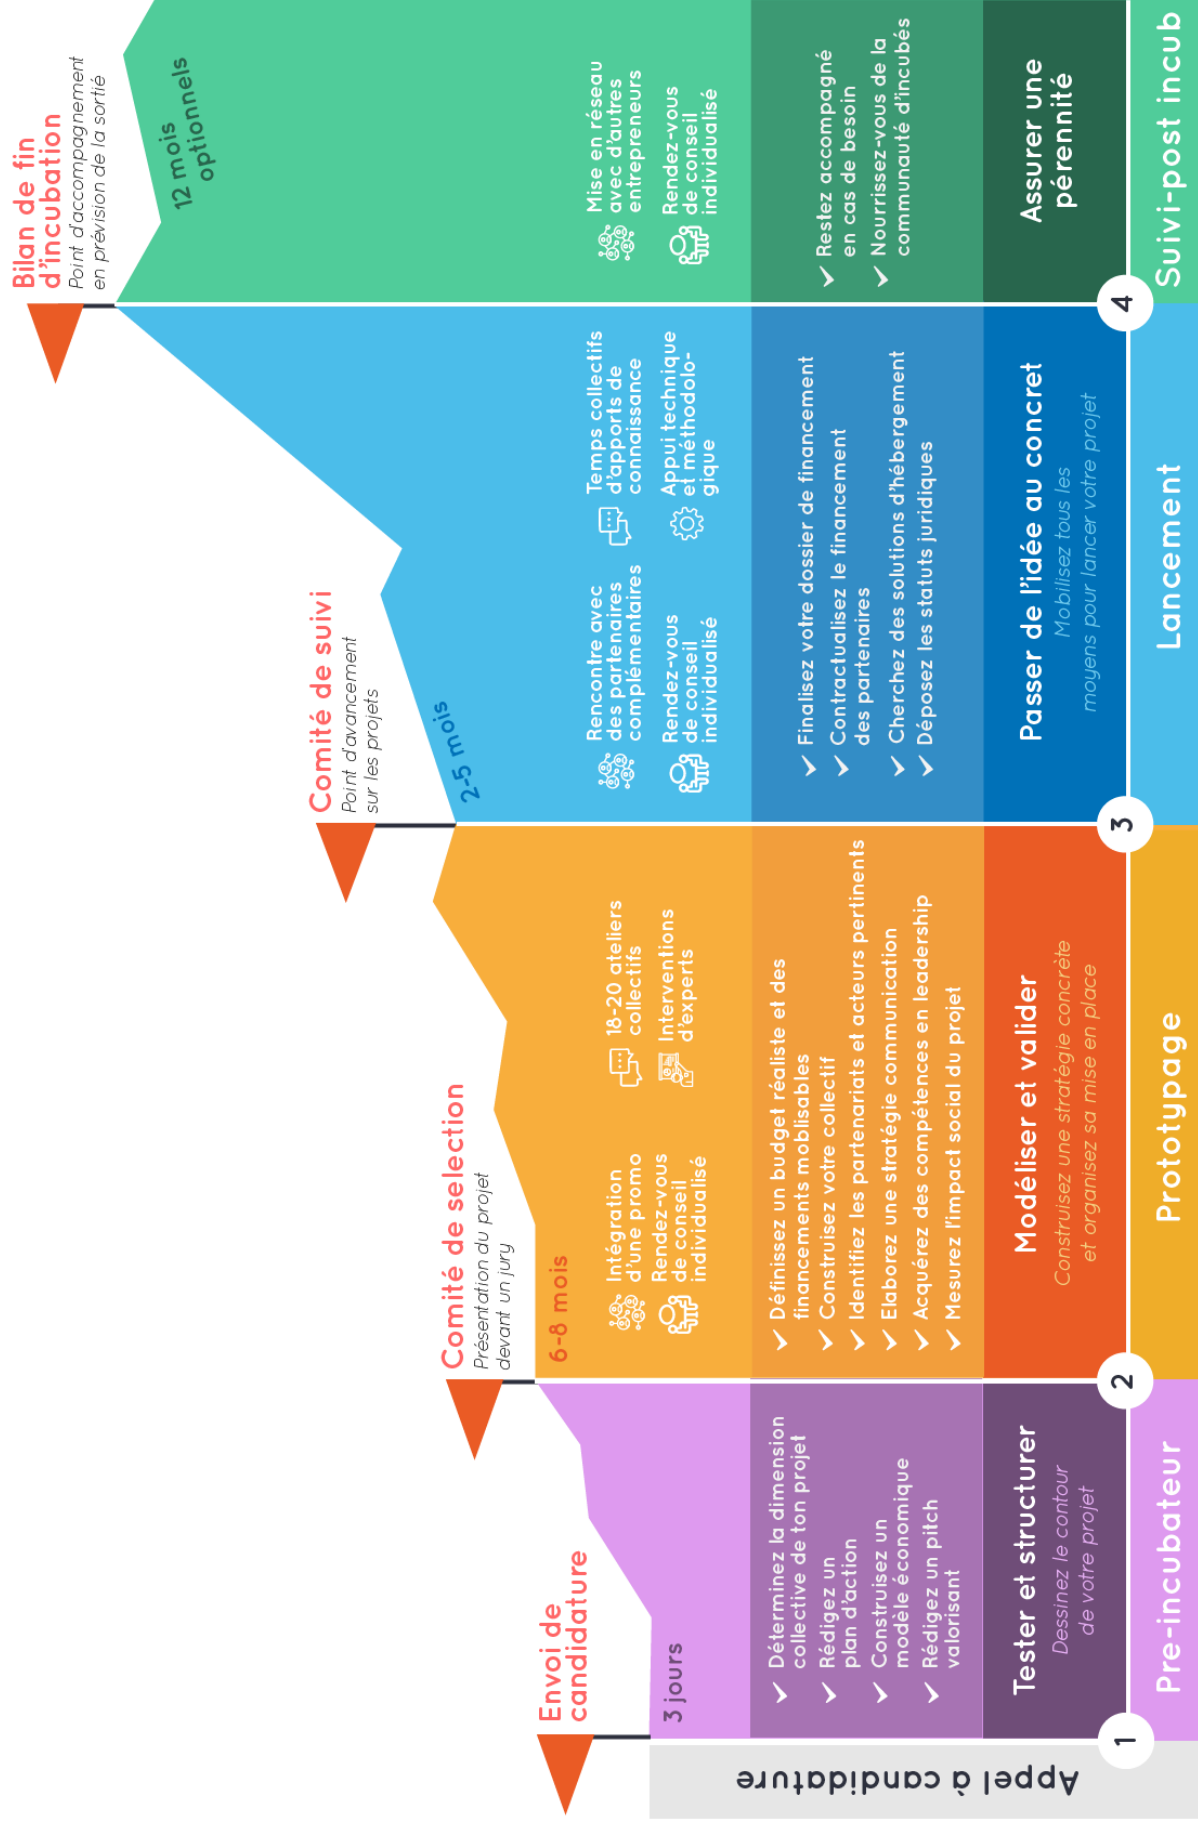 Appel à candidature
Envoi de
candidature
3 jours
Déterminez la dimension
collective de ton projet
Rédigez un
plan d'action
Construisez un
modèle économique
Rédigez un pitch
valorisant
Tester et structurer
Dessinez le contour
de votre projet
1
Pre-incubateur
Comité de selection
Présentation du projet
devant un jury
6-8 mois
Intégration
d'une promo
Rendez-vous
de conseil
individualisé
18-20 ateliers
collectifs
Interventions
d'experts
Définissez un budget réaliste et des
financements moblisables
Construisez votre collectif
Identifiez les partenariats et acteurs pertinents
Elaborez une stratégie communication
Acquérez des compétences en leadership
Mesurez l'impact social du projet
Modéliser et valider
Construisez une stratégie concrète
et organisez sa mise en place
2
Prototypage
Comité de suivi
Point d'avancement
sur les projets
2-5 mois
Rencontre avec
des partenaires
complémentaires
Rendez-vous
de conseil
individualisé
Temps collectifs
d'apports de
connaissance
Appui technique
et méthodolo-
gique
Finalisez votre dossier de financement
Contractualisez le financement
des partenaires
Cherchez des solutions d'hébergement
Déposez les statuts juridiques
Passer de l'idée au concret
Mobilisez tous les
moyens pour lancer votre projet
3
Lancement
Bilan de fin
d'incubation
Point d'accompagnement
en prévision de la sortie
12 mois
optionnels
Mise en réseau
avec d'autres
entrepreneurs
Rendez-vous
de conseil
individualisé
Restez accompagné
en cas de besoin
Nourrissez-vous de la
communauté d'incubés
Assurer une
pérennité
4
Suivi-post incub